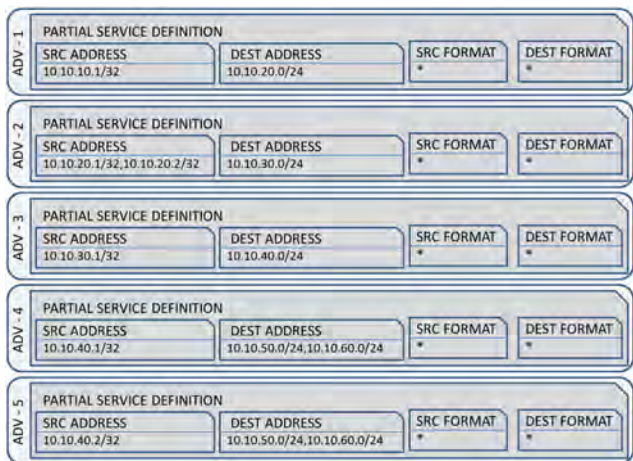 ADV - 1
PARTIAL SERVICE DEFINITION
SRC ADDRESS DEST ADDRESS SRC FORMAT DEST FORMAT
10.10.10.1/32 10.10.20.0/24 * *
ADV - 2
PARTIAL SERVICE DEFINITION
SRC ADDRESS DEST ADDRESS SRC FORMAT DEST FORMAT
10.10.20.1/32,10.10.20.2/32 10.10.30.0/24 * *
ADV - 3
PARTIAL SERVICE DEFINITION
SRC ADDRESS DEST ADDRESS SRC FORMAT DEST FORMAT
10.10.30.1/32 10.10.40.0/24 * *
ADV - 4
PARTIAL SERVICE DEFINITION
SRC ADDRESS DEST ADDRESS SRC FORMAT DEST FORMAT
10.10.40.1/32 10.10.50.0/24,10.10.60.0/24 * *
ADV - 5
PARTIAL SERVICE DEFINITION
SRC ADDRESS DEST ADDRESS SRC FORMAT DEST FORMAT
10.10.40.2/32 10.10.50.0/24,10.10.60.0/24 * *